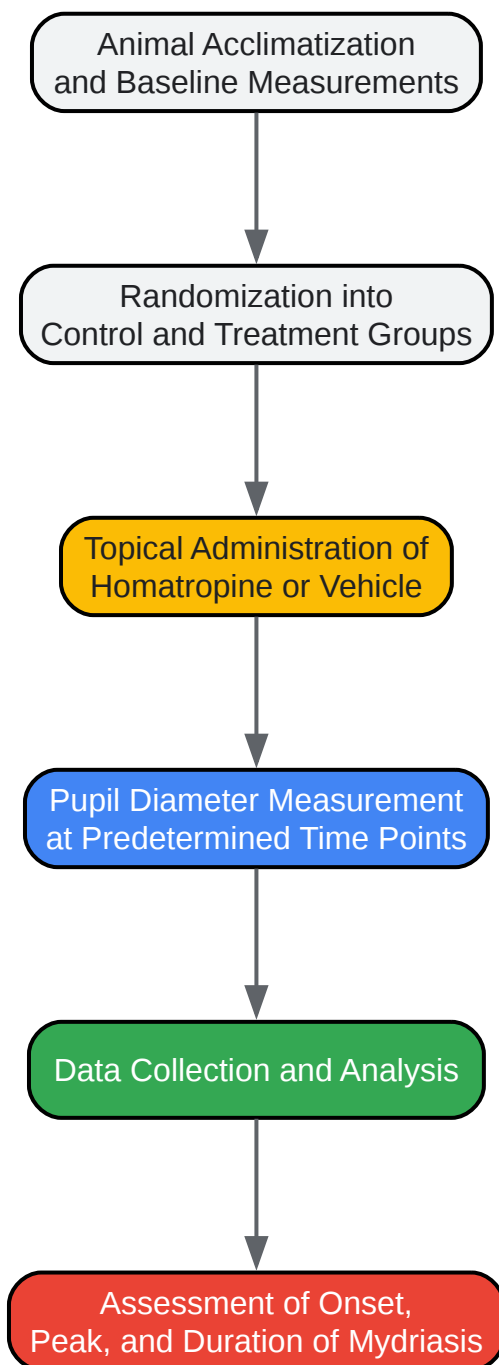 Animal Acclimatization
and Baseline Measurements
Randomization into
Control and Treatment Groups
Topical Administration of
Homatropine or Vehicle
Pupil Diameter Measurement
at Predetermined Time Points
Data Collection and Analysis
Assessment of Onset,
Peak, and Duration of Mydriasis